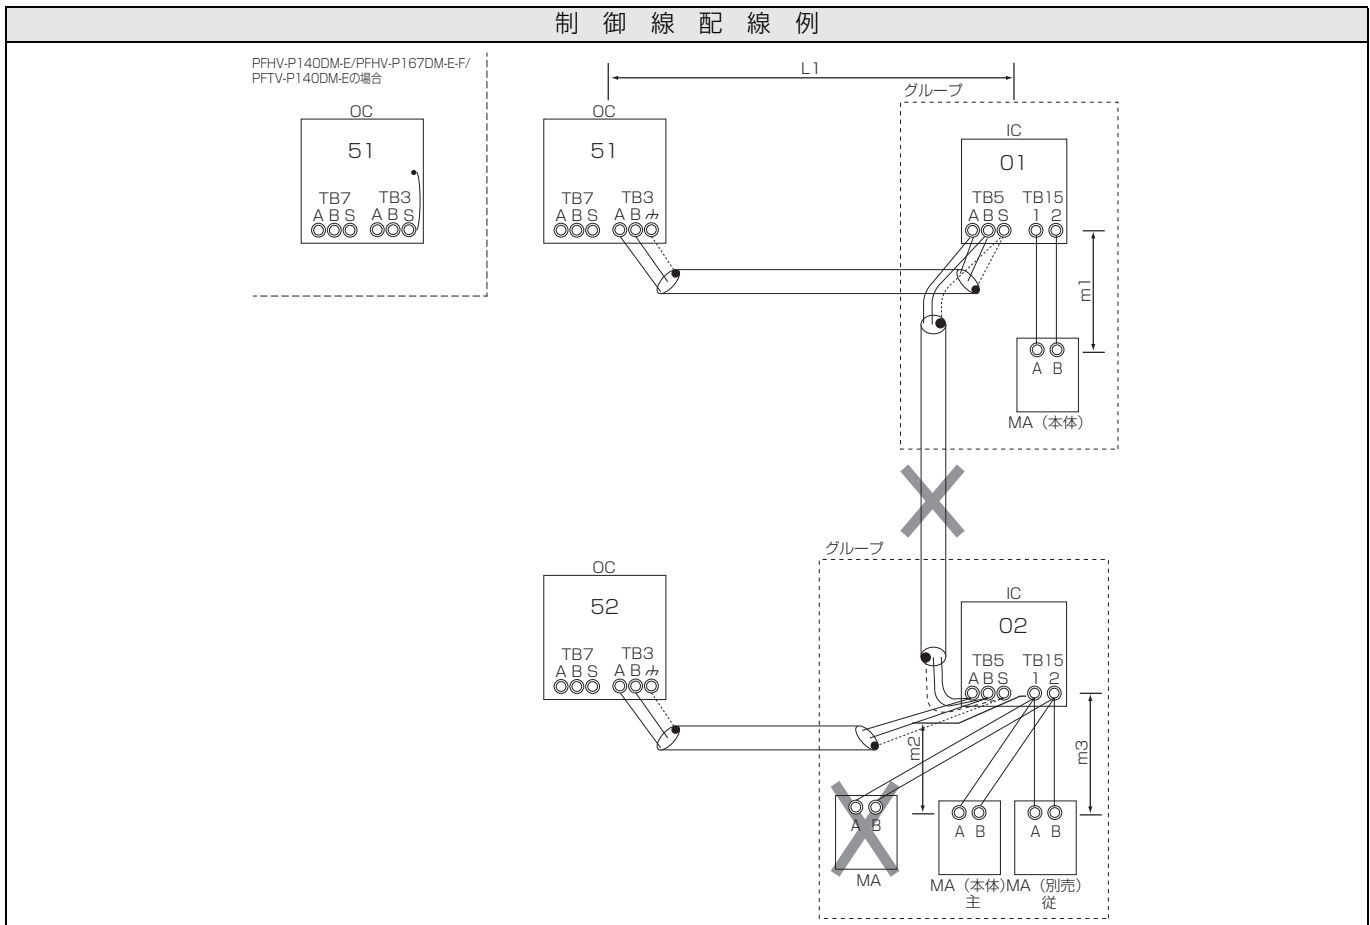 制御線配線例
PFHV-P140DM-E/PFHV-P167DM-E-F/
PFTV-P140DM-Eの場合
OC
51
TB7 TB3
A B S A B S
L1
OC
51
TB7 TB3
A B S A B
グループ
IC
01
TB5 TB15
A B S 1 2
m1
A B
MA（本体）
グループ
OC
52
TB7 TB3
A B S A B
IC
02
TB5 TB15
A B S 1 2
m2
m3
A B
MA
A B
MA（本体）
主
A B
MA（別売）
従